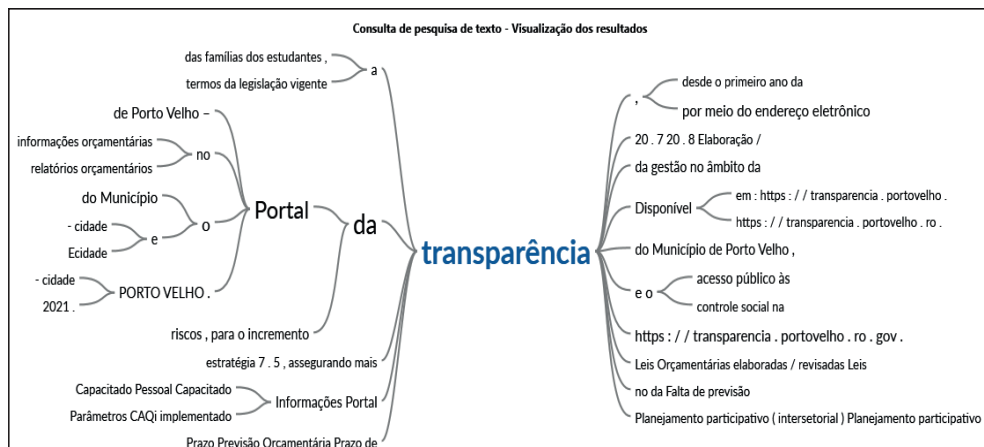 Consulta de pesquisa de texto - Visualização dos resultados
das famílias dos estudantes ,
termos da legislação vigente
a
de Porto Velho –
informações orçamentárias
relatórios orçamentários
no
do Município
- cidade
Ecidade
e
o
- cidade
2021 .
PORTO VELHO .
Portal
riscos , para o incremento
da
estratégia 7 . 5 , assegurando mais
Capacitado Pessoal Capacitado
Parâmetros CAQi implementado
Informações Portal
Prazo Previsão Orçamentária Prazo de
transparência
,
desde o primeiro ano da
por meio do endereço eletrônico
20 . 7 20 . 8 Elaboração /
da gestão no âmbito da
Disponível
em : https : / / transparencia . portovelho .
https : / / transparencia . portovelho . ro .
do Município de Porto Velho ,
e o
acesso público às
controle social na
https : / / transparencia . portovelho . ro . gov .
Leis Orçamentárias elaboradas / revisadas Leis
no da Falta de previsão
Planejamento participativo ( intersetorial ) Planejamento participativo